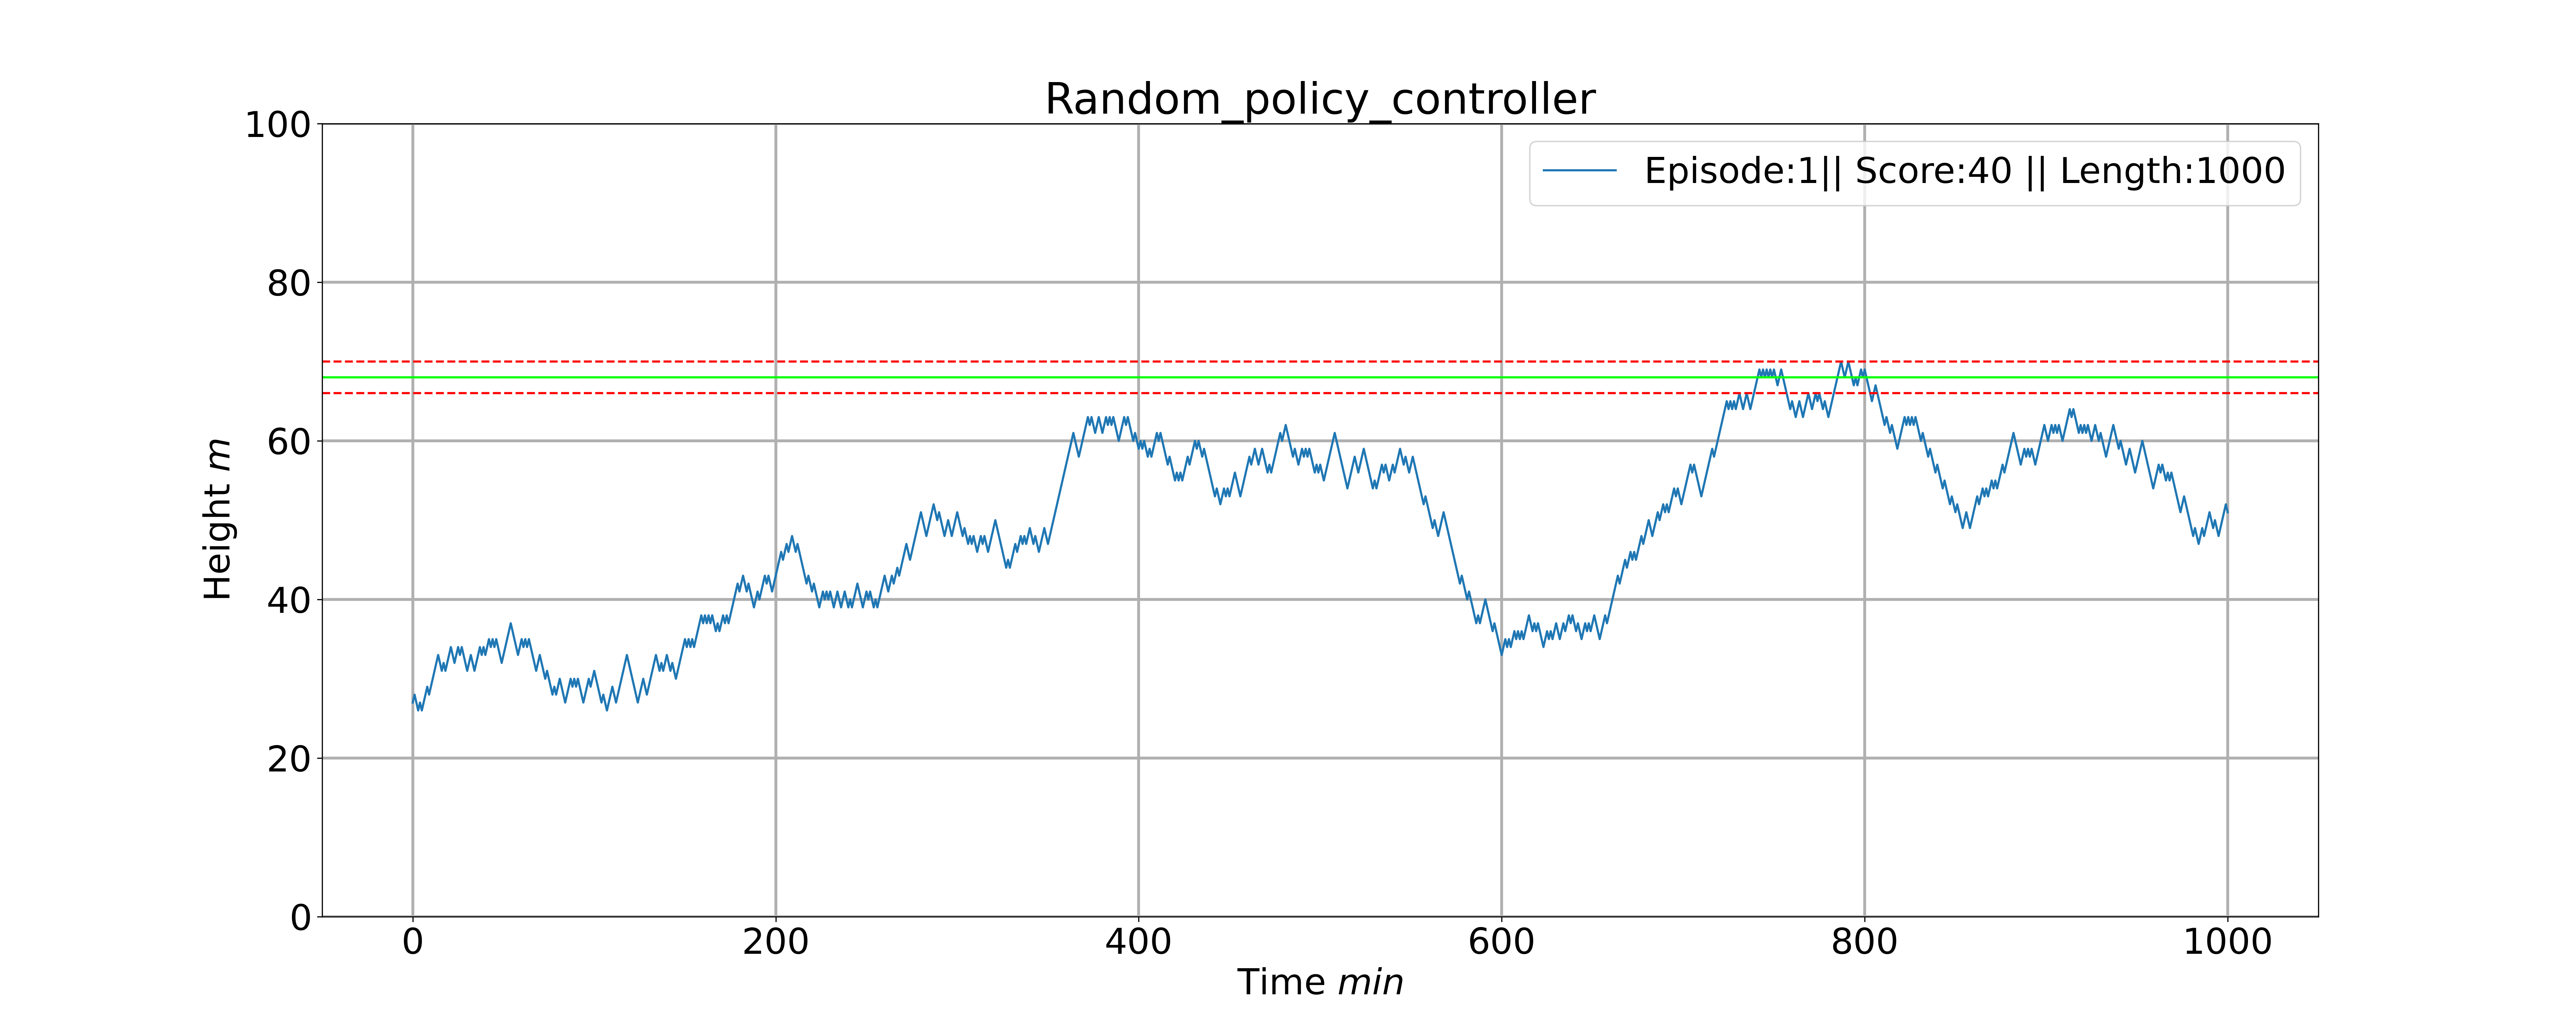 Random_policy_controller
Episode:1|| Score:40 || Length:1000
100
80
60
40
20
0
Height m
0 200 400 600 800 1000
Time min